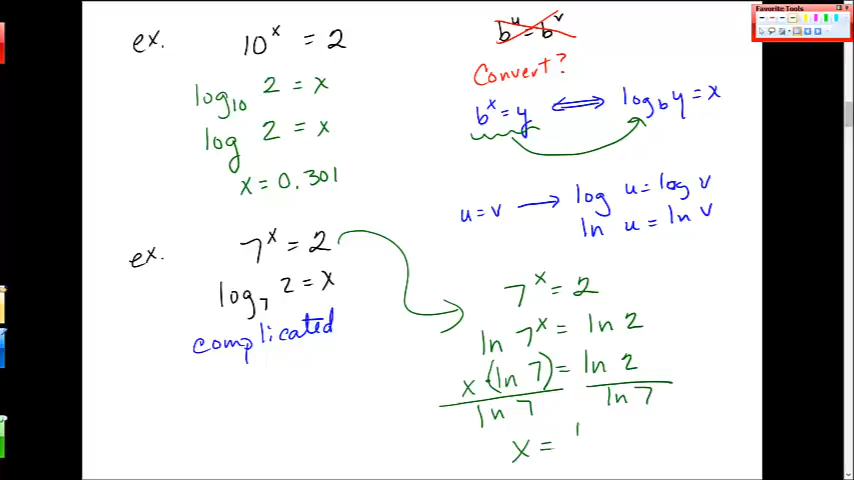 Favorite Tools
ex. 10^x = 2
log₁₀ 2 = x
log 2 = x
x = 0.301
b^u = b^v
Convert?
b^x = y ⟺ log_b y = x
u = v → log u = log v
ln u = ln v
ex. 7^x = 2
log₇ 2 = x
complicated
7^x = 2
ln 7^x = ln 2
x·(ln 7) = ln 2
ln 7 ln 7
x =